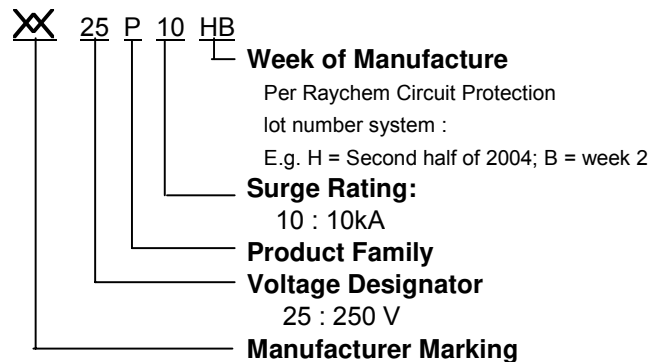 XX 25 P 10 HB
Week of Manufacture
Per Raychem Circuit Protection
lot number system :
E.g. H = Second half of 2004; B = week 2
Surge Rating:
10 : 10kA
Product Family
Voltage Designator
25 : 250 V
Manufacturer Marking